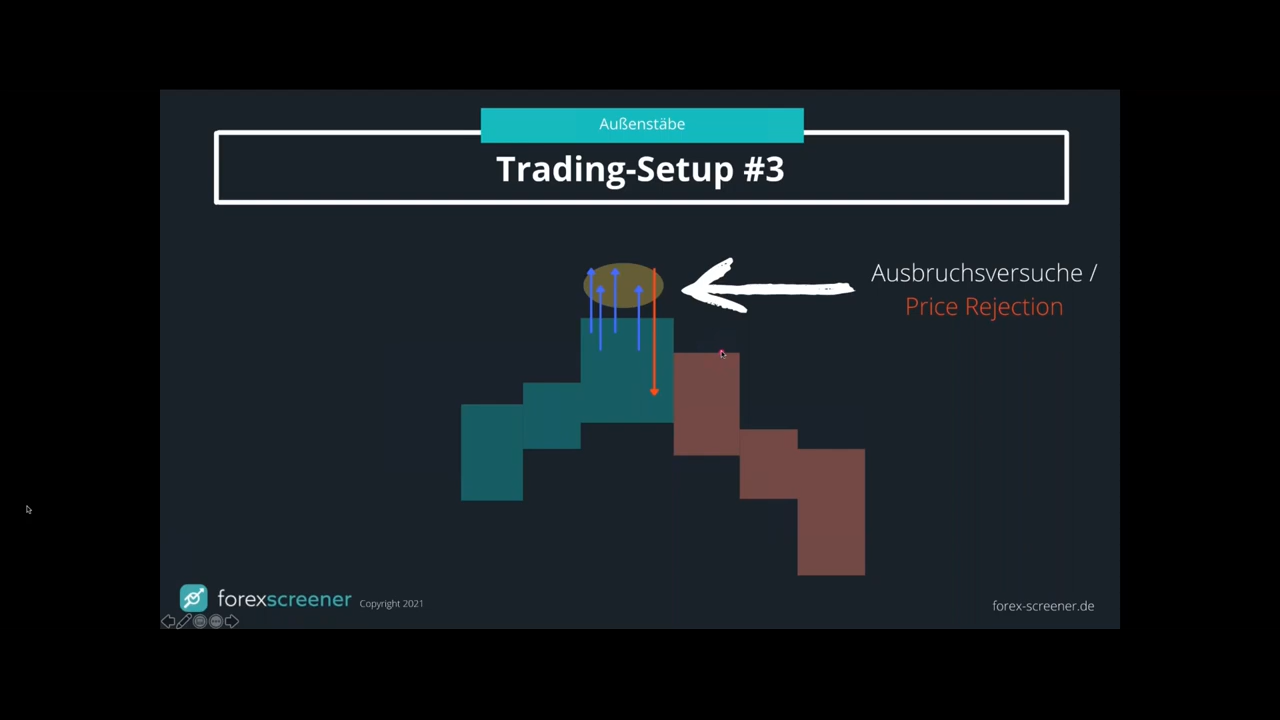 Außenstäbe
Trading-Setup #3
Ausbruchsversuche /
Price Rejection
forexscreener Copyright 2021
forex-screener.de